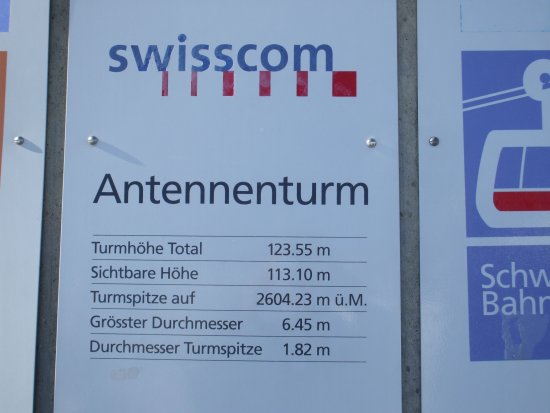 swisscom
Antennenturm
Turmhöhe Total 123.55 m
Sichtbare Höhe 113.10 m
Turmspitze auf 2604.23 m ü.M.
Grösster Durchmesser 6.45 m
Durchmesser Turmspitze 1.82 m
Schw
Bahn